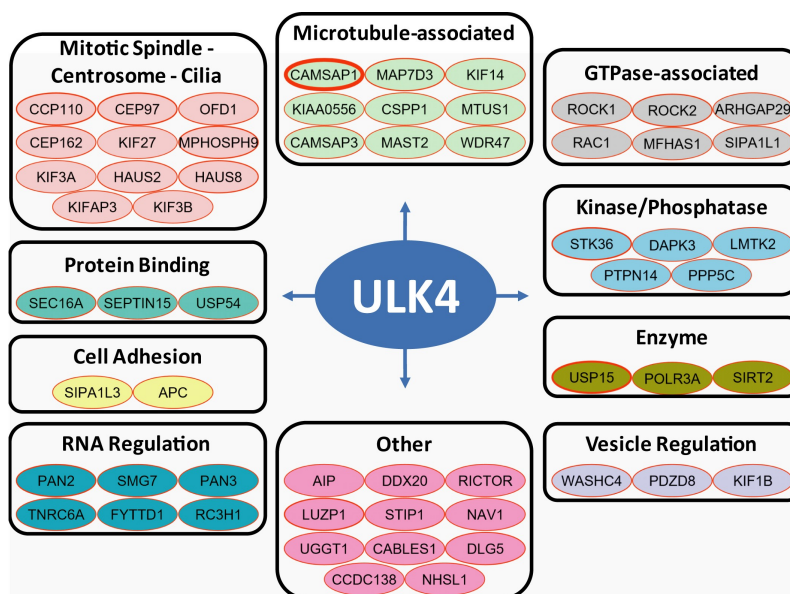 Mitotic Spindle -
Centrosome - Cilia
CCP110 CEP97 OFD1
CEP162 KIF27 MPHOSPH9
KIF3A HAUS2 HAUS8
KIFAP3 KIF3B
Microtubule-associated
CAMSAP1 MAP7D3 KIF14
KIAA0556 CSPP1 MTUS1
CAMSAP3 MAST2 WDR47
GTPase-associated
ROCK1 ROCK2 ARHGAP29
RAC1 MFHAS1 SIPA1L1
Protein Binding
SEC16A SEPTIN15 USP54
ULK4
Kinase/Phosphatase
STK36 DAPK3 LMTK2
PTPN14 PPP5C
Cell Adhesion
SIPA1L3 APC
Enzyme
USP15 POLR3A SIRT2
RNA Regulation
PAN2 SMG7 PAN3
TNRC6A FYTTD1 RC3H1
Other
AIP DDX20 RICTOR
LUZP1 STIP1 NAV1
UGGT1 CABLES1 DLG5
CCDC138 NHSL1
Vesicle Regulation
WASHC4 PDZD8 KIF1B